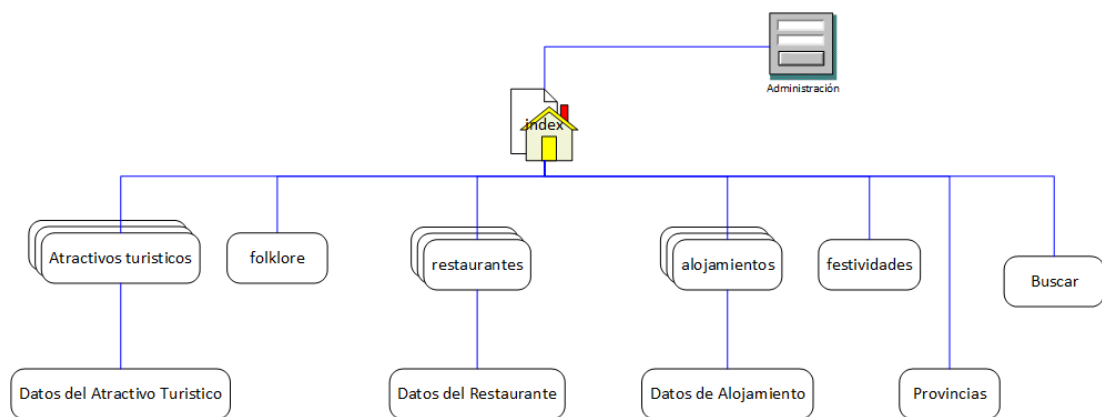 Administración
index
Atractivos turisticos
folklore
restaurantes
alojamientos
festividades
Buscar
Datos del Atractivo Turistico
Datos del Restaurante
Datos de Alojamiento
Provincias